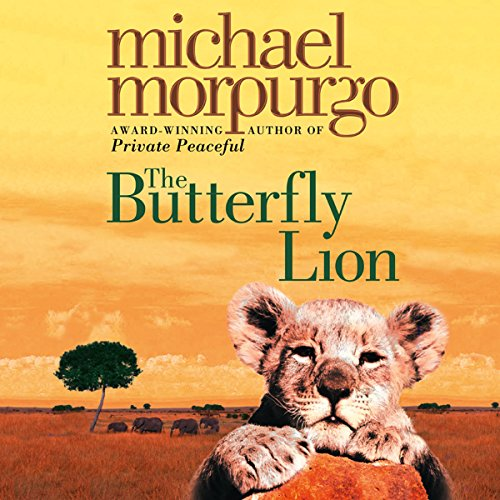 michael
morpurgo
AWARD-WINNING AUTHOR OF
Private Peaceful
The
Butterfly
Lion